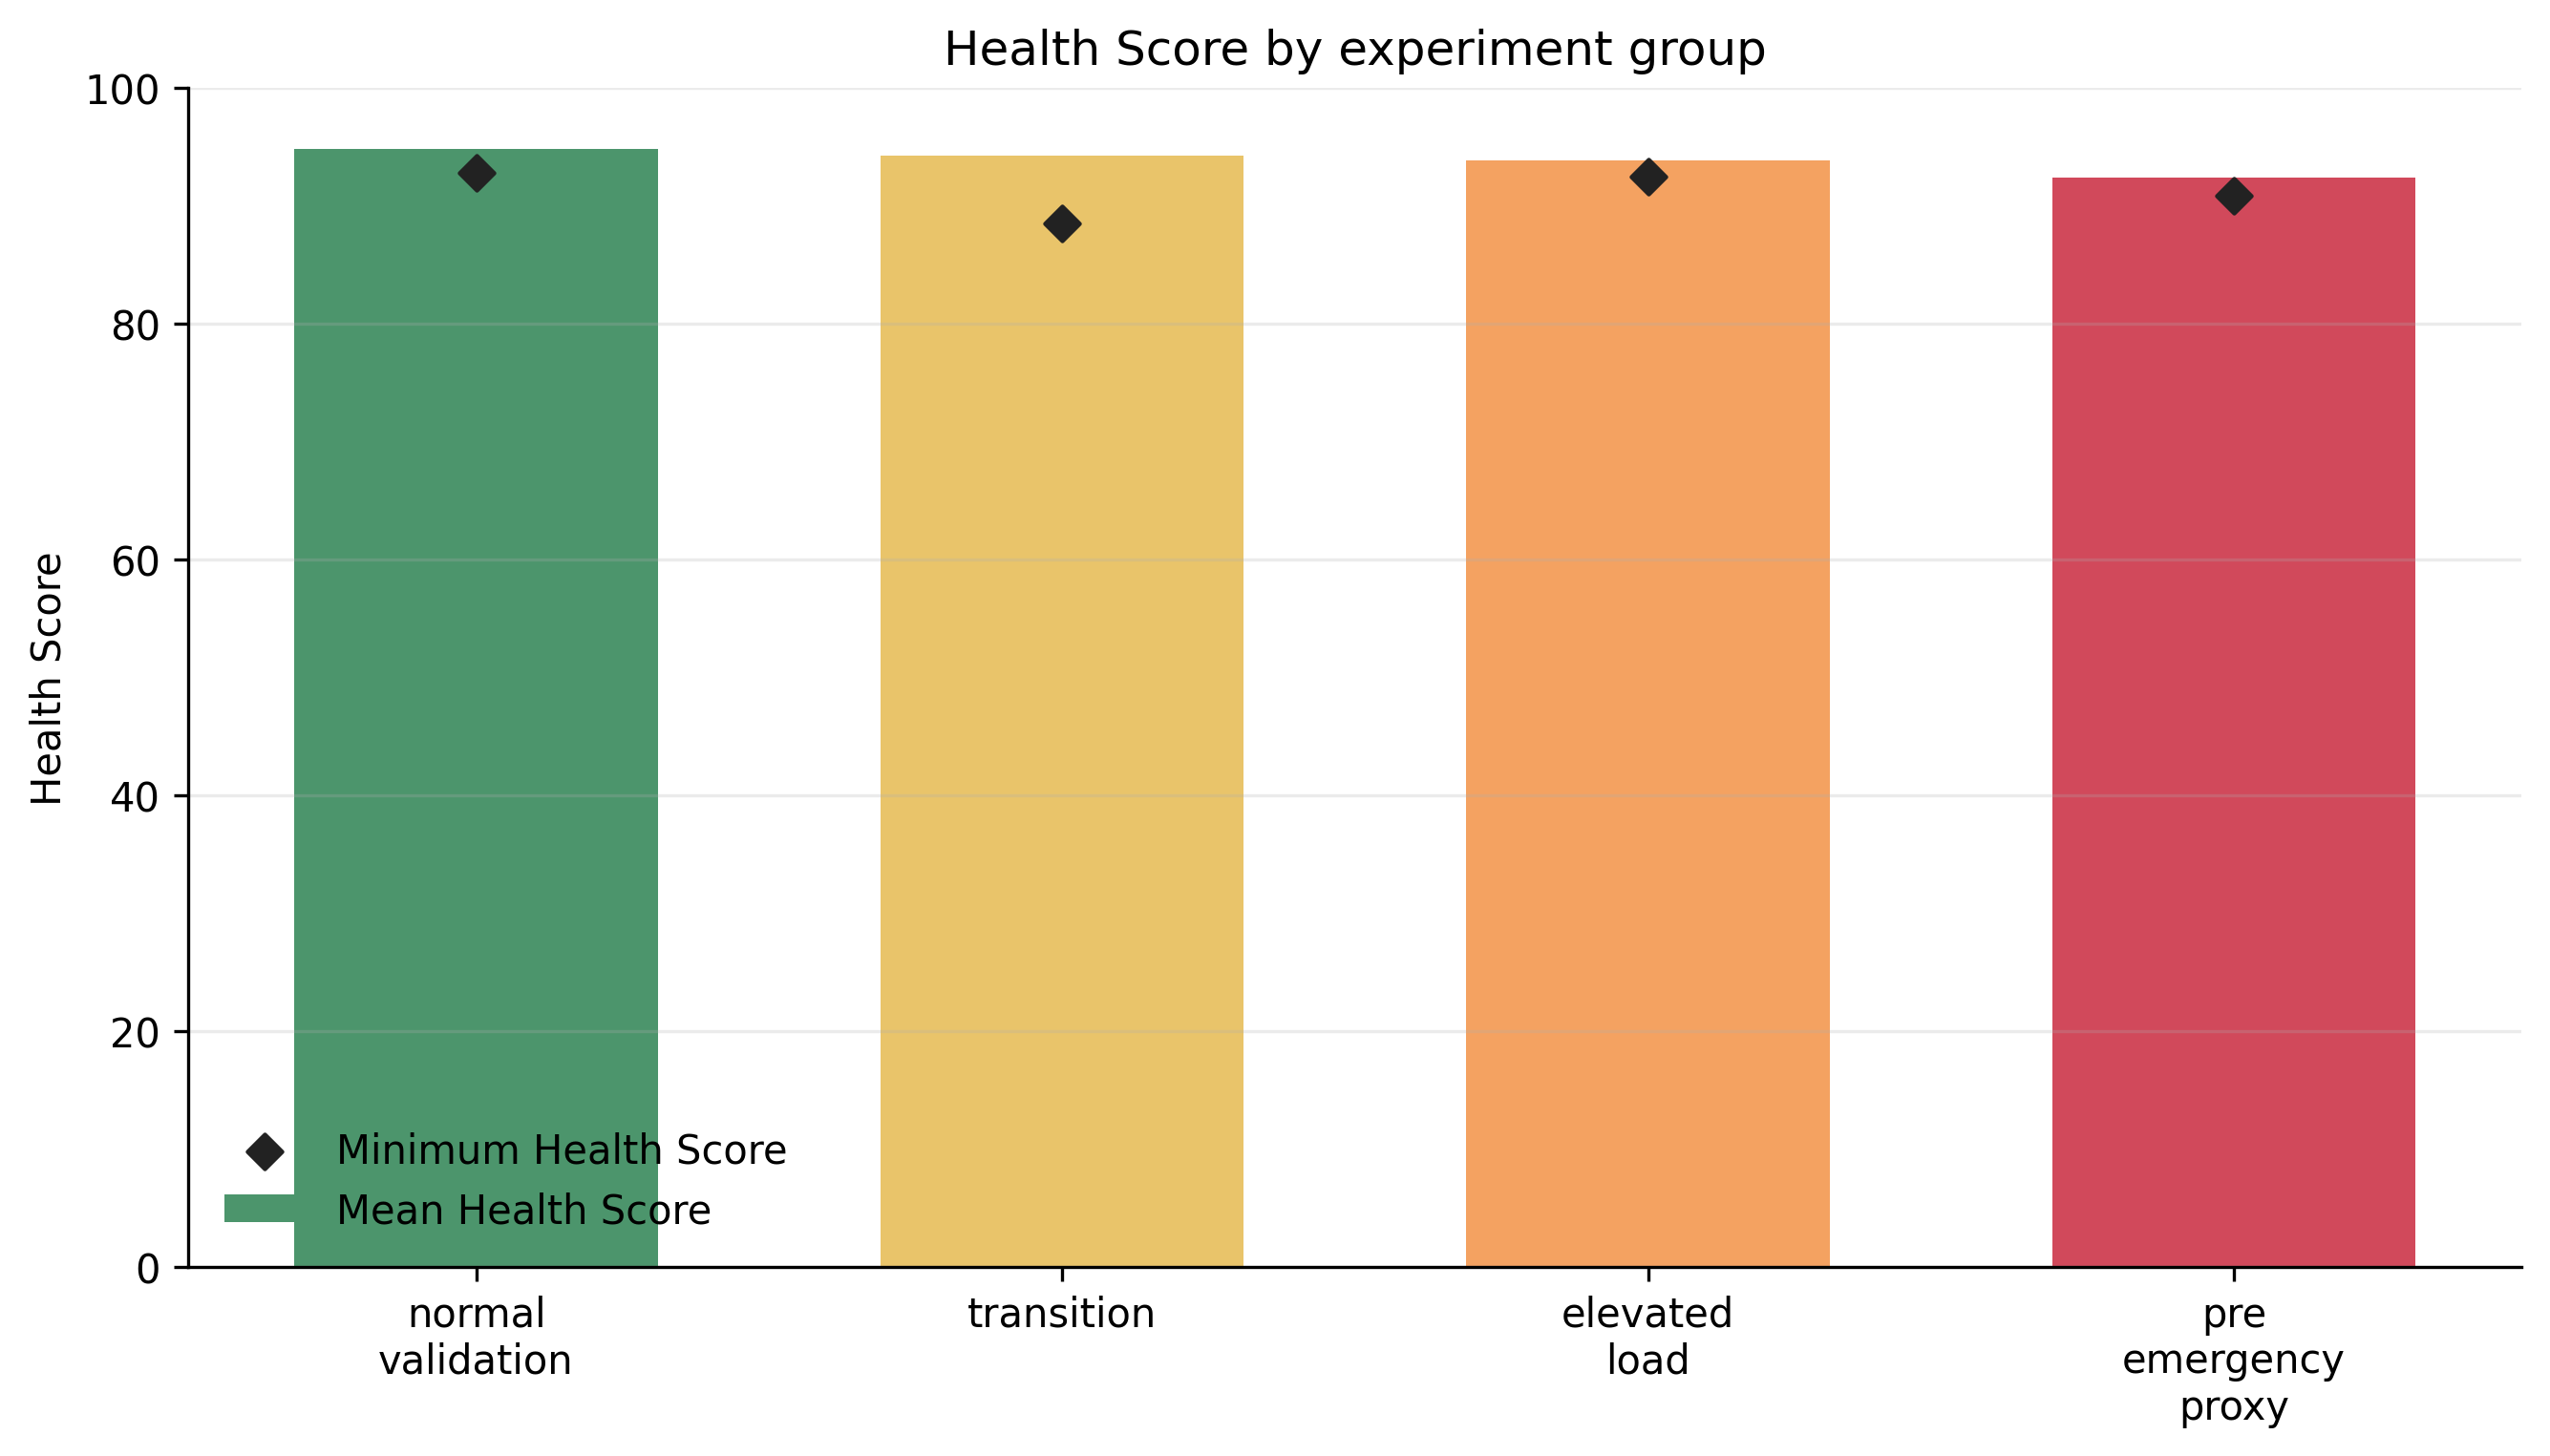 Health Score by experiment group
100
80
60
40
20
0
Health Score
Minimum Health Score
Mean Health Score
normal
validation
transition
elevated
load
pre
emergency
proxy